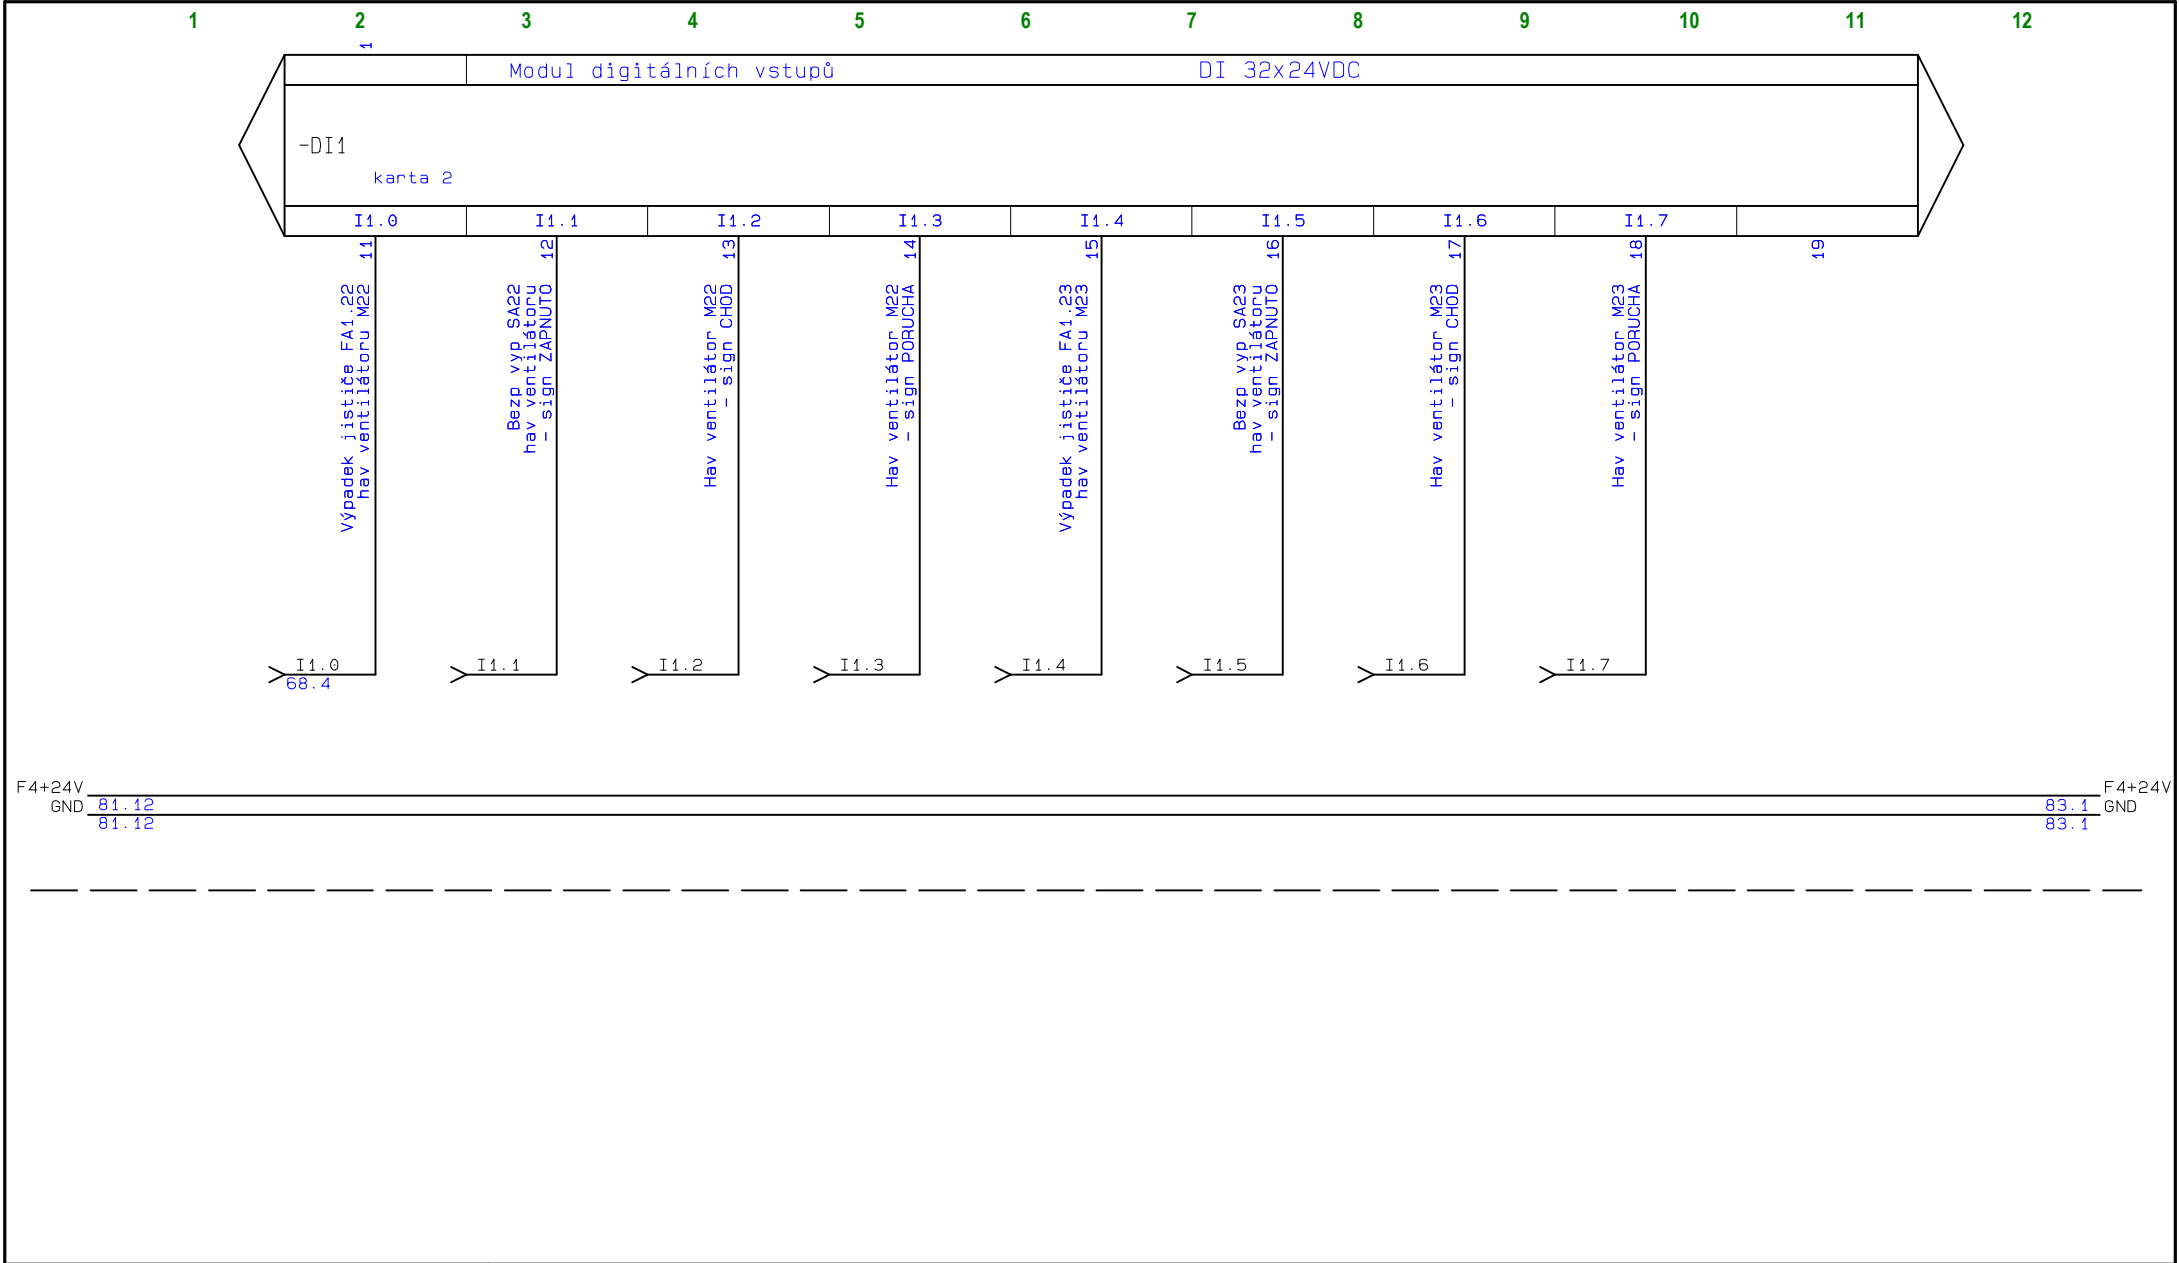 1 2 3 4 5 6 7 8 9 10 11 12
1
Modul digitálních vstupů DI 32x24VDC
-DI1
karta 2
I1.0 I1.1 I1.2 I1.3 I1.4 I1.5 I1.6 I1.7
11 12 13 14 15 16 17 18 19
Výpadek jističe FA1.22
hav ventilátoru M22
Bezp vyp SA22
hav ventilátoru
- sign ZAPNUTO
Hav ventilátor M22
- sign CHOD
Hav ventilátor M22
- sign PORUCHA
Výpadek jističe FA1.23
hav ventilátoru M23
Bezp vyp SA23
hav ventilátoru
- sign ZAPNUTO
Hav ventilátor M23
- sign CHOD
Hav ventilátor M23
- sign PORUCHA
I1.0 I1.1 I1.2 I1.3 I1.4 I1.5 I1.6 I1.7
68.4
F4+24V F4+24V
GND 81.12 83.1 GND
81.12 83.1